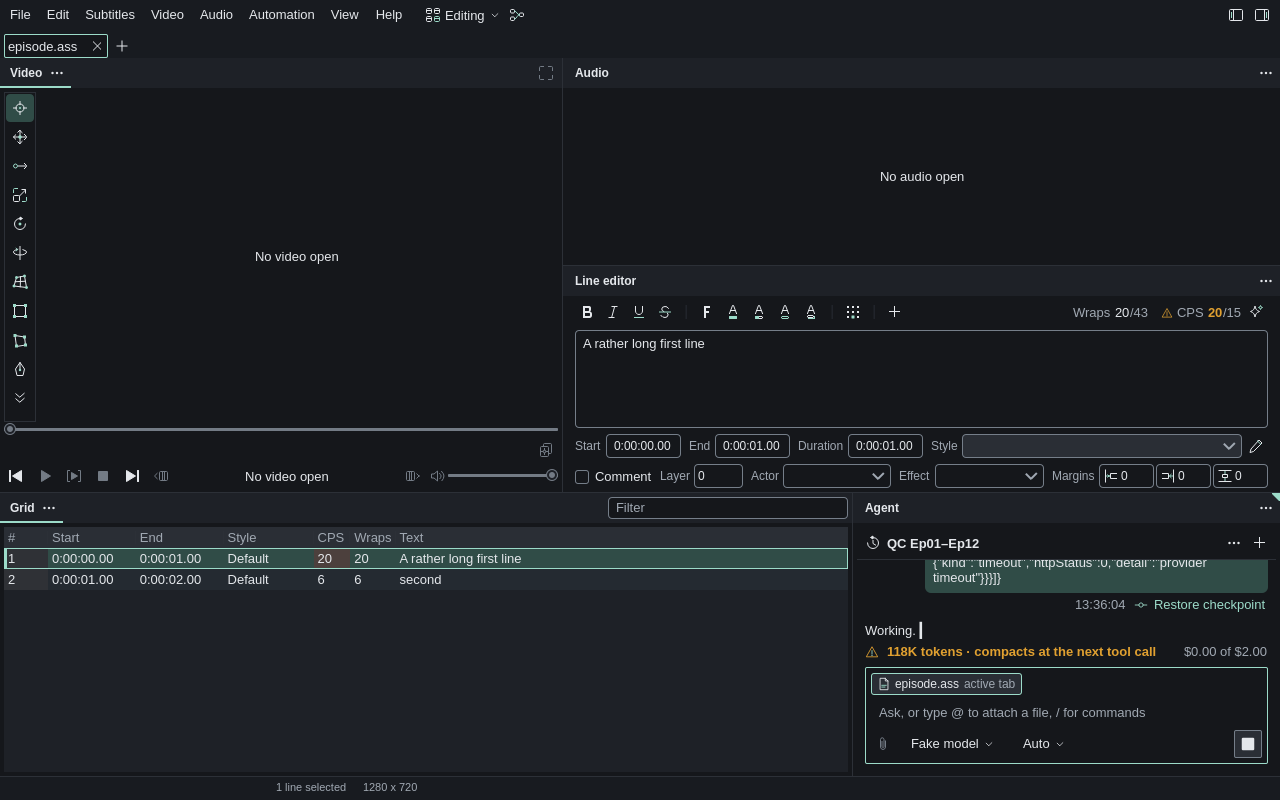 File Edit Subtitles Video Audio Automation View Help Editing
episode.ass
Video
Audio
No video open
No audio open
Line editor
Wraps 20/43 CPS 20/15
A rather long first line
Start 0:00:00.00 End 0:00:01.00 Duration 0:00:01.00 Style
Comment Layer 0 Actor Effect Margins 0 0 0
No video open
Grid
Filter
# Start End Style CPS Wraps Text
1 0:00:00.00 0:00:01.00 Default 20 20 A rather long first line
2 0:00:01.00 0:00:02.00 Default 6 6 second
Agent
QC Ep01–Ep12
{"kind":"timeout","httpStatus":0,"detail":"provider
timeout"}}}]}
13:36:04 Restore checkpoint
Working.
118K tokens · compacts at the next tool call $0.00 of $2.00
episode.ass active tab
Ask, or type @ to attach a file, / for commands
Fake model Auto
1 line selected 1280 x 720